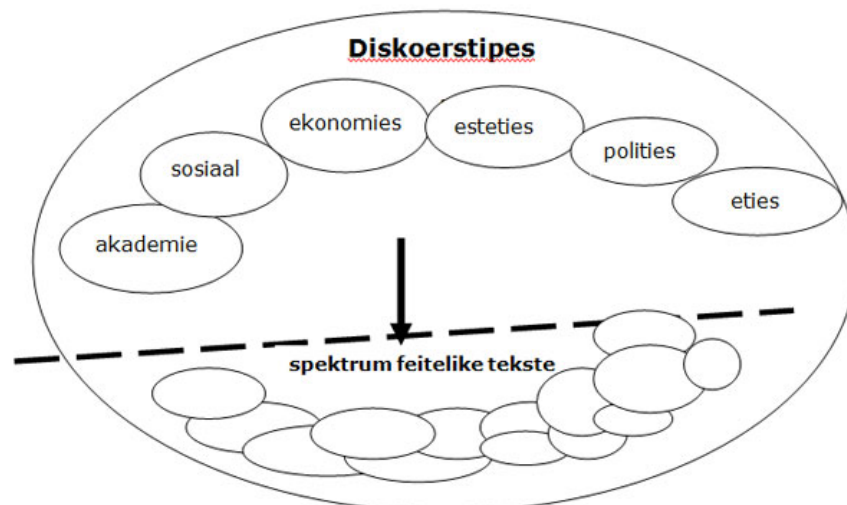 Diskoerstipes
ekonomies
esteties
polities
sosiaal
eties
akademie
spektrum feitelike tekste